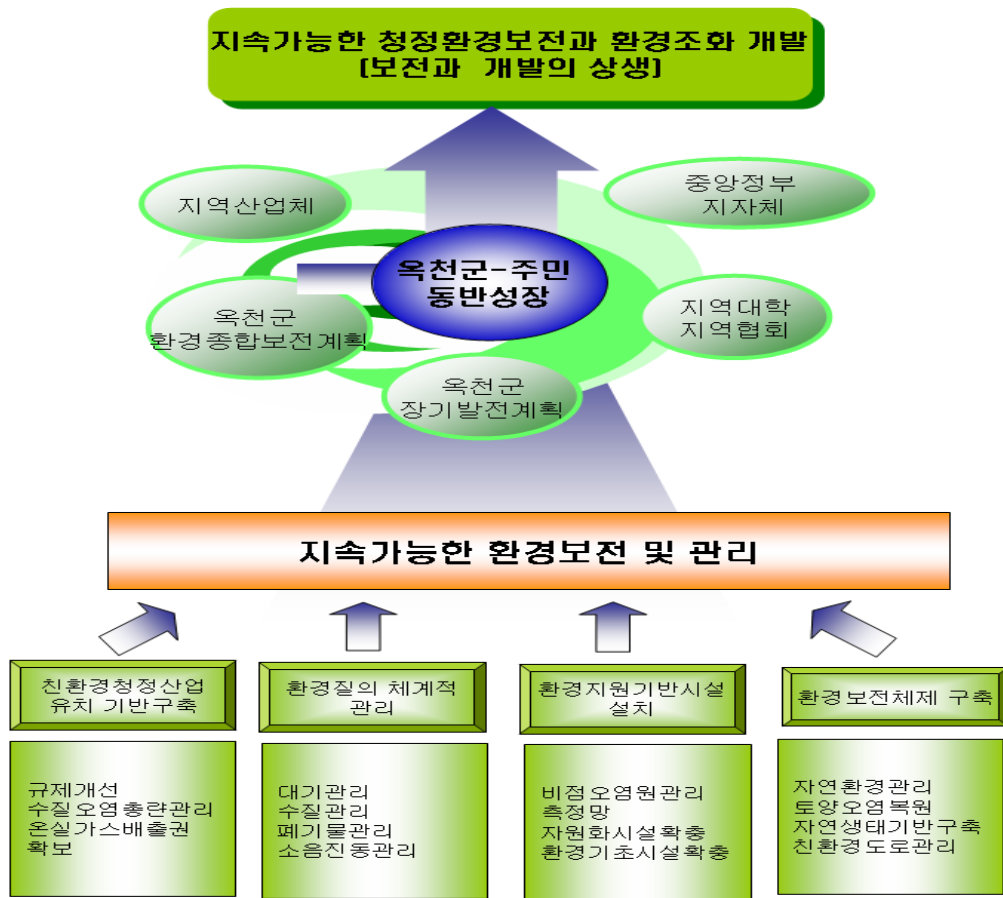 지속가능한 청정환경보전과 환경조화 개발
(보전과 개발의 상생)
지역산업체
중앙정부
지자체
옥천군-주민
동반성장
옥천군
환경종합보전계획
지역대학
지역협회
옥천군
장기발전계획
지속가능한 환경보전 및 관리
친환경청정산업
유치 기반구축
규제개선
수질오염총량관리
온실가스배출권
확보
환경질의 체계적
관리
대기관리
수질관리
폐기물관리
소음진동관리
환경지원기반시설
설치
비점오염원관리
측정망
자원화시설확충
환경기초시설확충
환경보전체제 구축
자연환경관리
토양오염복원
자연생태기반구축
친환경도로관리